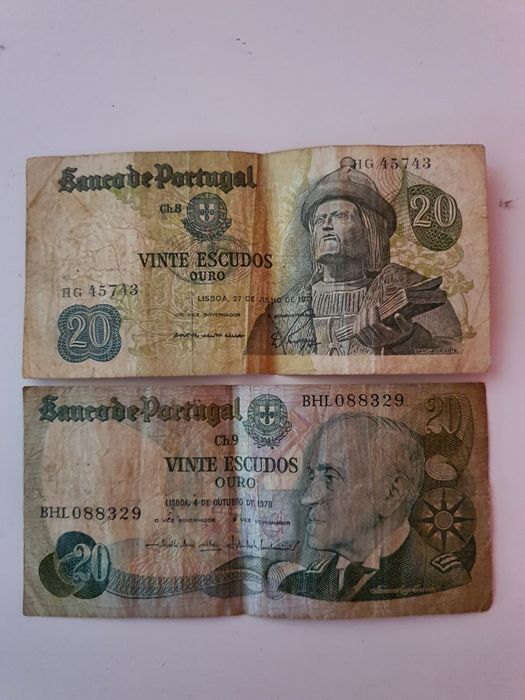 HG 45743
Banco de Portugal
20
Ch.8
VINTE ESCUDOS
OURO
HG 45743
LISBOA, 27 DE JULHO DE 1971
O VICE GOVERNADOR
O ADMINISTRADOR
20
Banco de Portugal
BHL088329
20
Ch.9
VINTE ESCUDOS
OURO
LISBOA, 4 DE OUTUBRO DE 1978
BHL088329
O VICE GOVERNADOR
O VICE GOVERNADOR
20